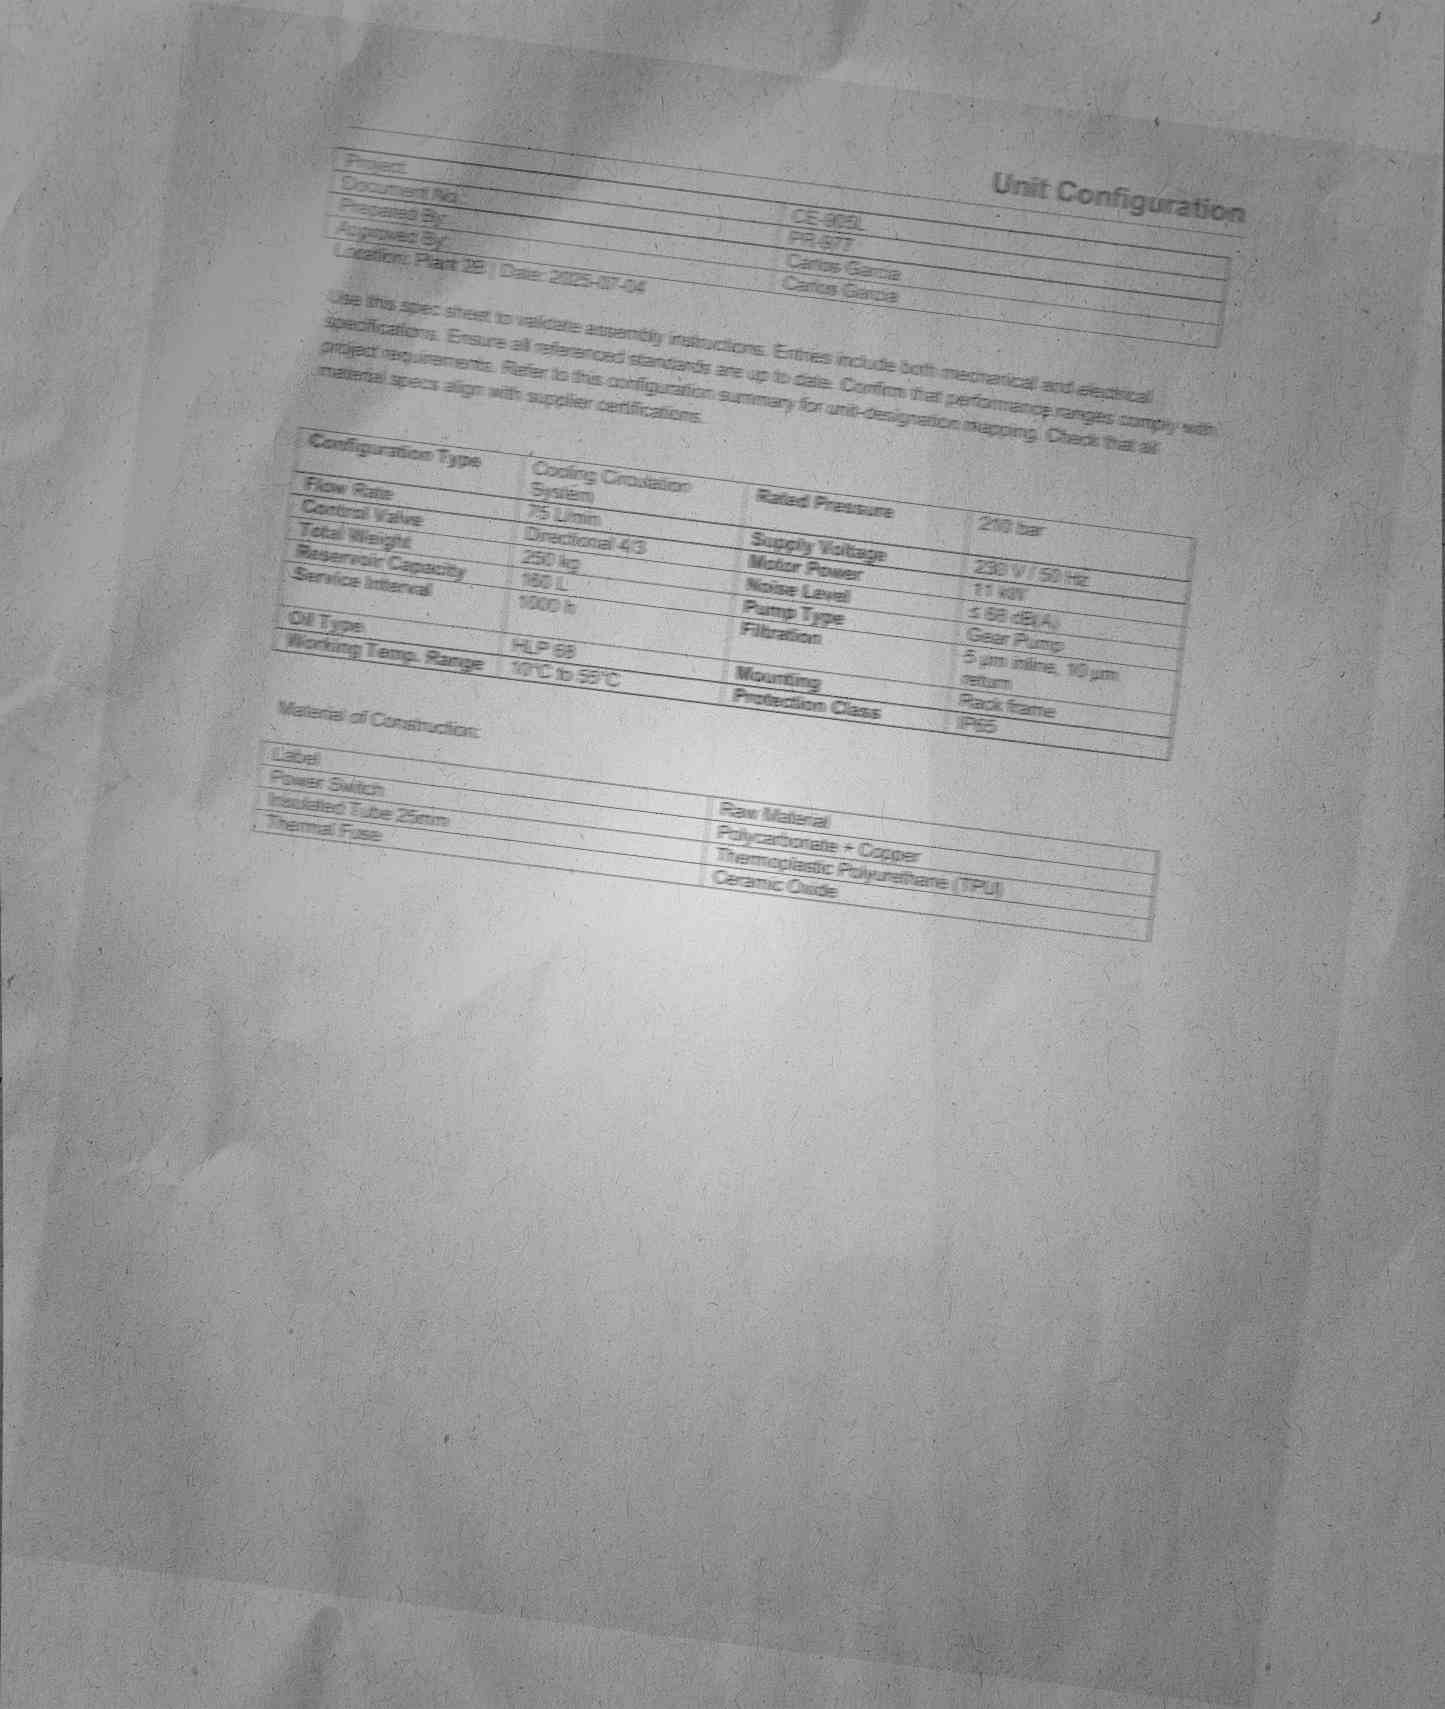 Unit Configuration
Project: CE-905L
Document No.: PR-977
Prepared By: Carlos Garcia
Approved By: Carlos Garcia
Location: Plant 2B | Date: 2025-07-04
Use this spec sheet to validate assembly instructions. Entries include both mechanical and electrical
specifications. Ensure all referenced standards are up to date. Confirm that performance ranges comply with
project requirements. Refer to this configuration summary for unit-designation mapping. Check that all
material specs align with supplier certifications.
Configuration Type Cooling Circulation System Rated Pressure 210 bar
Flow Rate 75 L/min Supply Voltage 230 V / 50 Hz
Control Valve Directional 4/3 Motor Power 11 kW
Total Weight 250 kg Noise Level ≤ 68 dB(A)
Reservoir Capacity 160 L Pump Type Gear Pump
Service Interval 1000 h Filtration 5 µm inline, 10 µm return
Oil Type HLP 68 Mounting Rack frame
Working Temp. Range 10°C to 55°C Protection Class IP65
Material of Construction:
Label Raw Material
Power Switch Polycarbonate + Copper
Insulated Tube 25mm Thermoplastic Polyurethane (TPU)
Thermal Fuse Ceramic Oxide